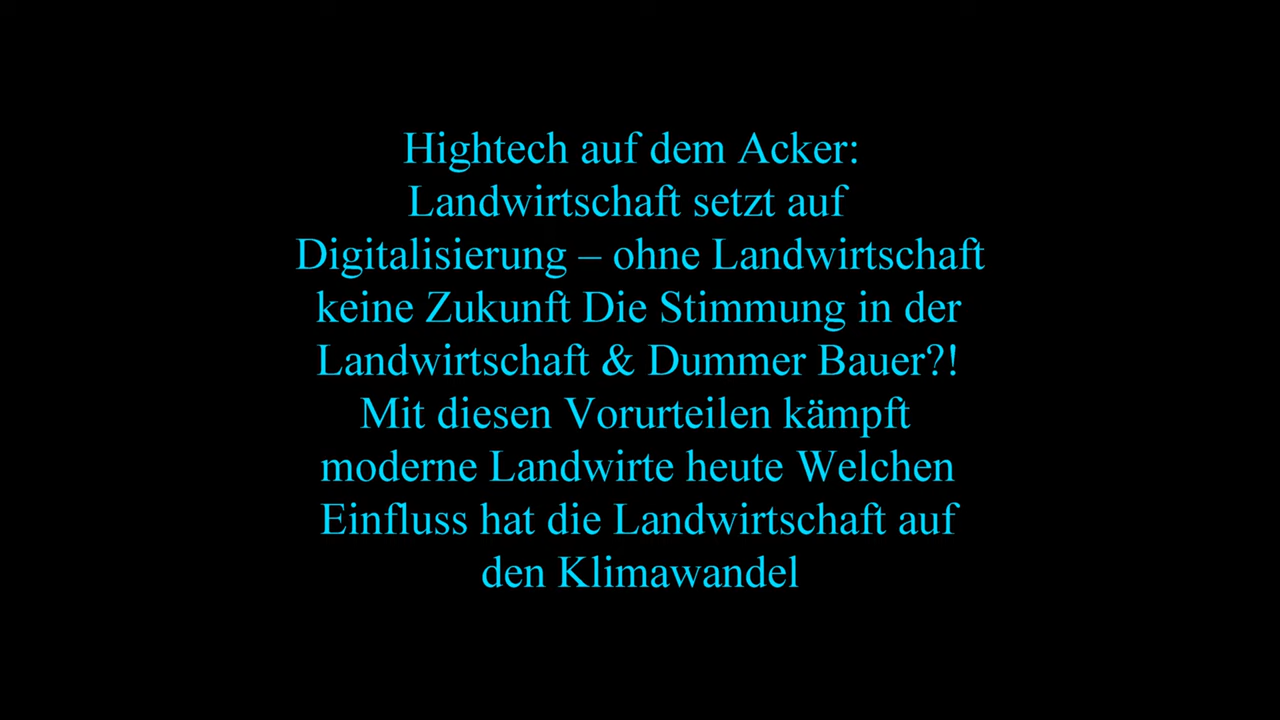 Hightech auf dem Acker:
Landwirtschaft setzt auf
Digitalisierung – ohne Landwirtschaft
keine Zukunft Die Stimmung in der
Landwirtschaft & Dummer Bauer?!
Mit diesen Vorurteilen kämpft
moderne Landwirte heute Welchen
Einfluss hat die Landwirtschaft auf
den Klimawandel